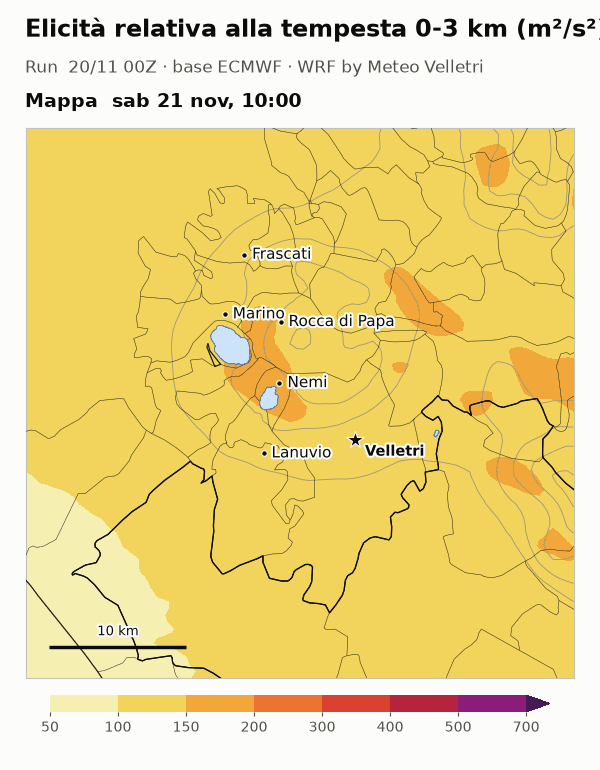 Elicità relativa alla tempesta 0-3 km (m²/s²)
Run  20/11 00Z · base ECMWF · WRF by Meteo Velletri
Mappa  sab 21 nov, 10:00
Frascati
Marino
Rocca di Papa
Nemi
Velletri
Lanuvio
10 km
50 100 150 200 300 400 500 700